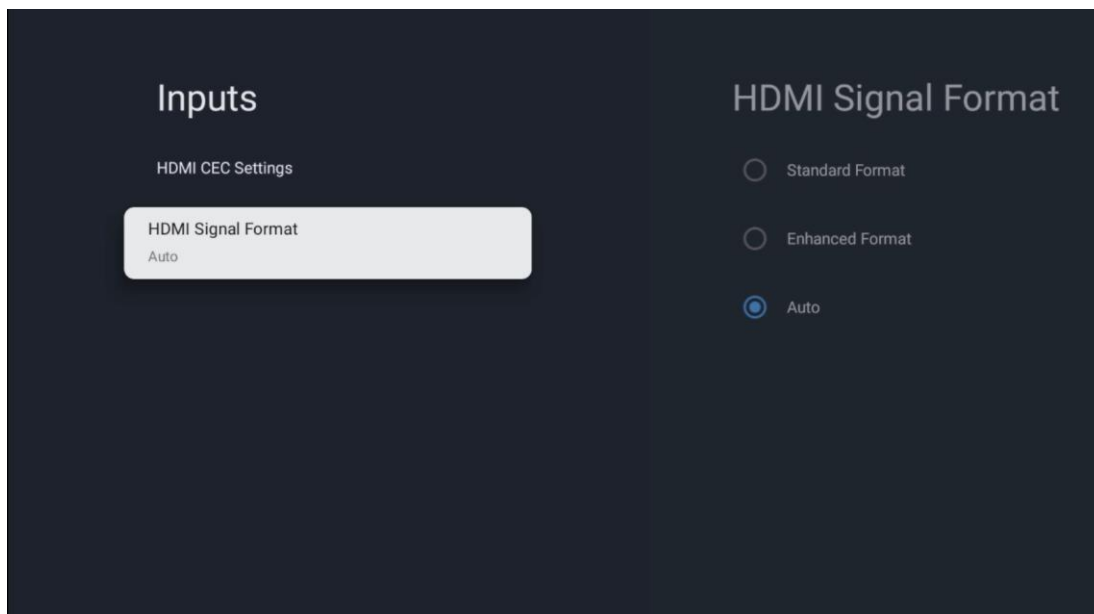 Inputs
HDMI CEC Settings
HDMI Signal Format
Auto
HDMI Signal Format
Standard Format
Enhanced Format
Auto